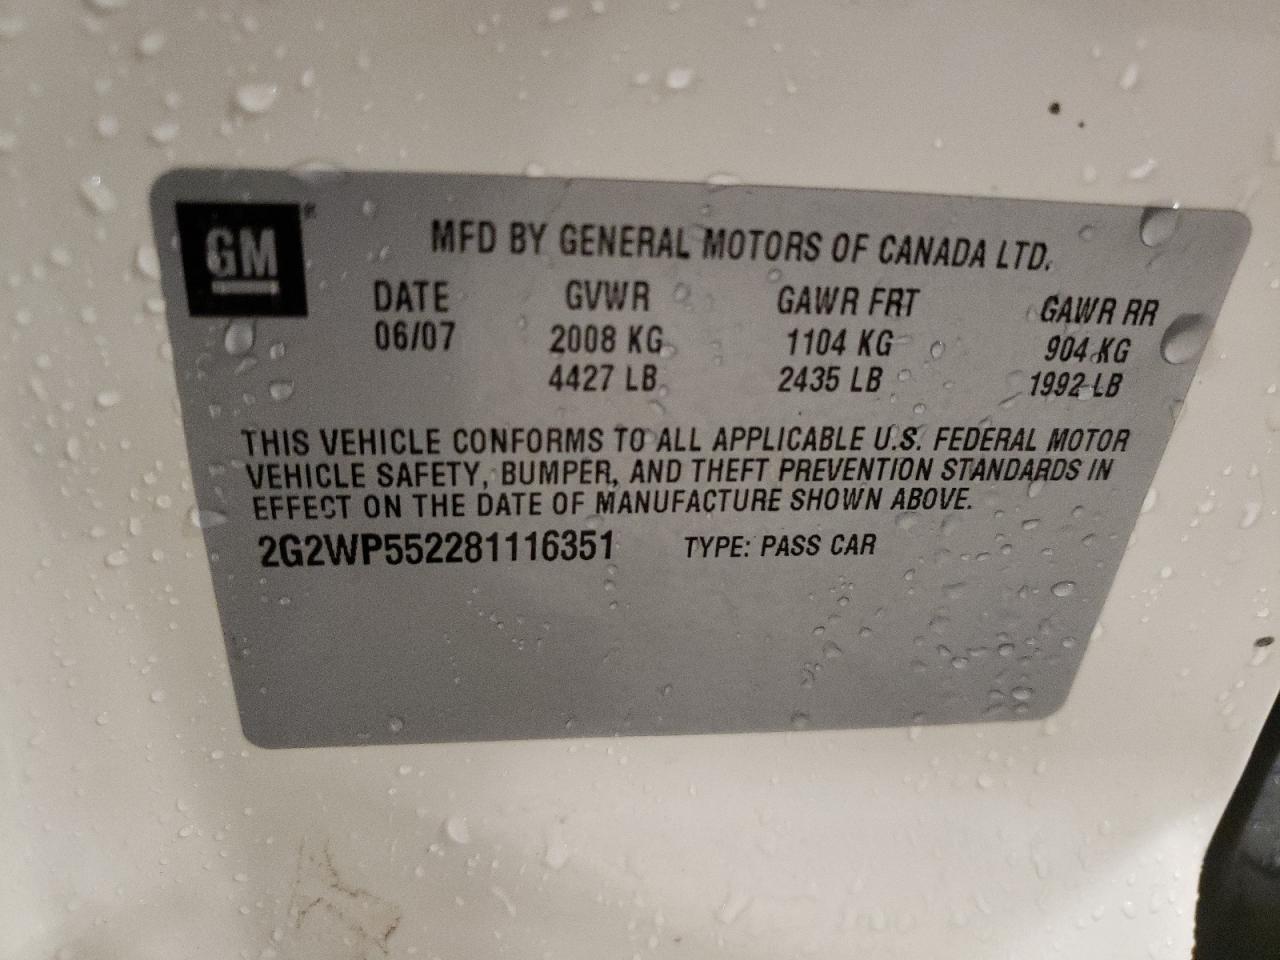 GM®
MFD BY GENERAL MOTORS OF CANADA LTD.
DATE GVWR GAWR FRT GAWR RR
06/07 2008 KG 1104 KG 904 KG
4427 LB 2435 LB 1992 LB
THIS VEHICLE CONFORMS TO ALL APPLICABLE U.S. FEDERAL MOTOR
VEHICLE SAFETY, BUMPER, AND THEFT PREVENTION STANDARDS IN
EFFECT ON THE DATE OF MANUFACTURE SHOWN ABOVE.
2G2WP552281116351 TYPE: PASS CAR